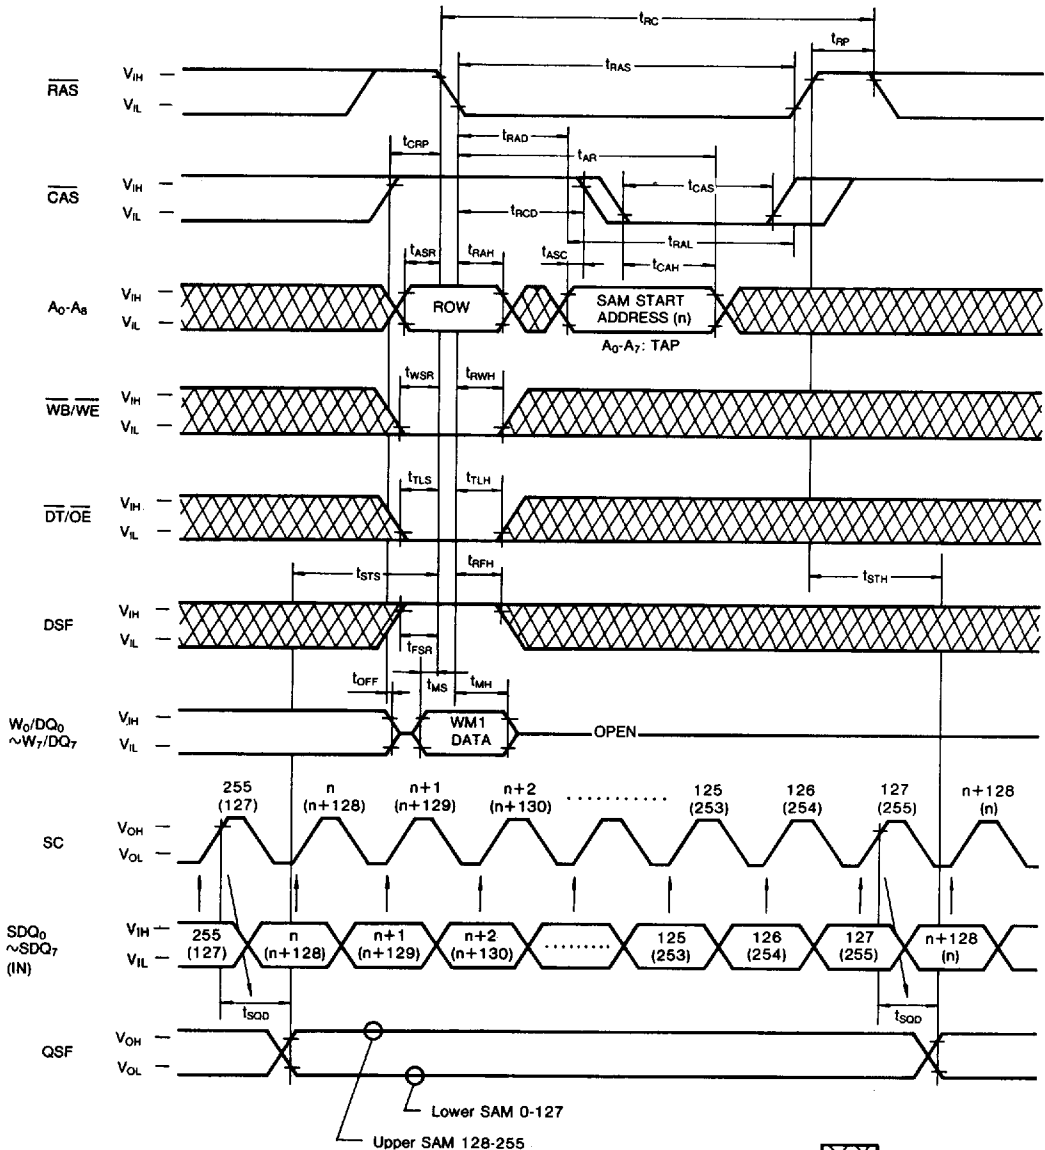 tRC
tRP
tRAS
RAS
VIH
VIL
tCRP
tRAD
tAR
tCAS
CAS
VIH
VIL
tRCD
tRAL
tASR
tRAH
tASC
tCAH
A0-A8
VIH
VIL
ROW
SAM START
ADDRESS (n)
A0-A7: TAP
tWSR
tRWH
WB/WE
VIH
VIL
tTLS
tTLH
DT/OE
VIH
VIL
tSTS
tRFH
tSTH
DSF
VIH
VIL
tFSR
tOFF
tMS
tMH
W0/DQ0
~W7/DQ7
VIH
VIL
WM1
DATA
OPEN
255
(127)
n
(n+128)
n+1
(n+129)
n+2
(n+130)
..........
125
(253)
126
(254)
127
(255)
n+128
(n)
SC
VOH
VOL
SDQ0
~SDQ7
(IN)
VIH
VIL
255
(127)
n
(n+128)
n+1
(n+129)
n+2
(n+130)
.........
125
(253)
126
(254)
127
(255)
n+128
(n)
tSQD
tSQD
QSF
VOH
VOL
Lower SAM 0-127
Upper SAM 128-255